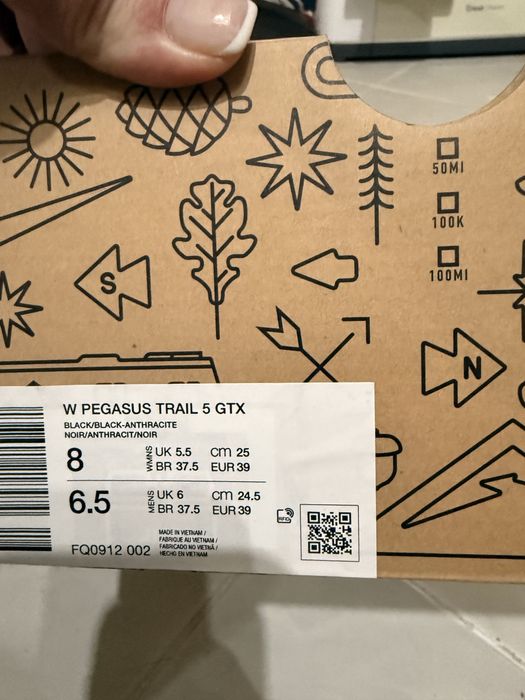 50MI
100K
100MI
S
N
W PEGASUS TRAIL 5 GTX
BLACK/BLACK-ANTHRACITE
NOIR/ANTHRACIT/NOIR
8 WMNS UK 5.5 cm 25
BR 37.5 EUR 39
6.5 MENS UK 6 cm 24.5
BR 37.5 EUR 39
RFID
MADE IN VIETNAM /
FABRIQUE AU VIETNAM /
FABRICADO NO VIETNÃ /
HECHO EN VIETNAM
FQ0912 002